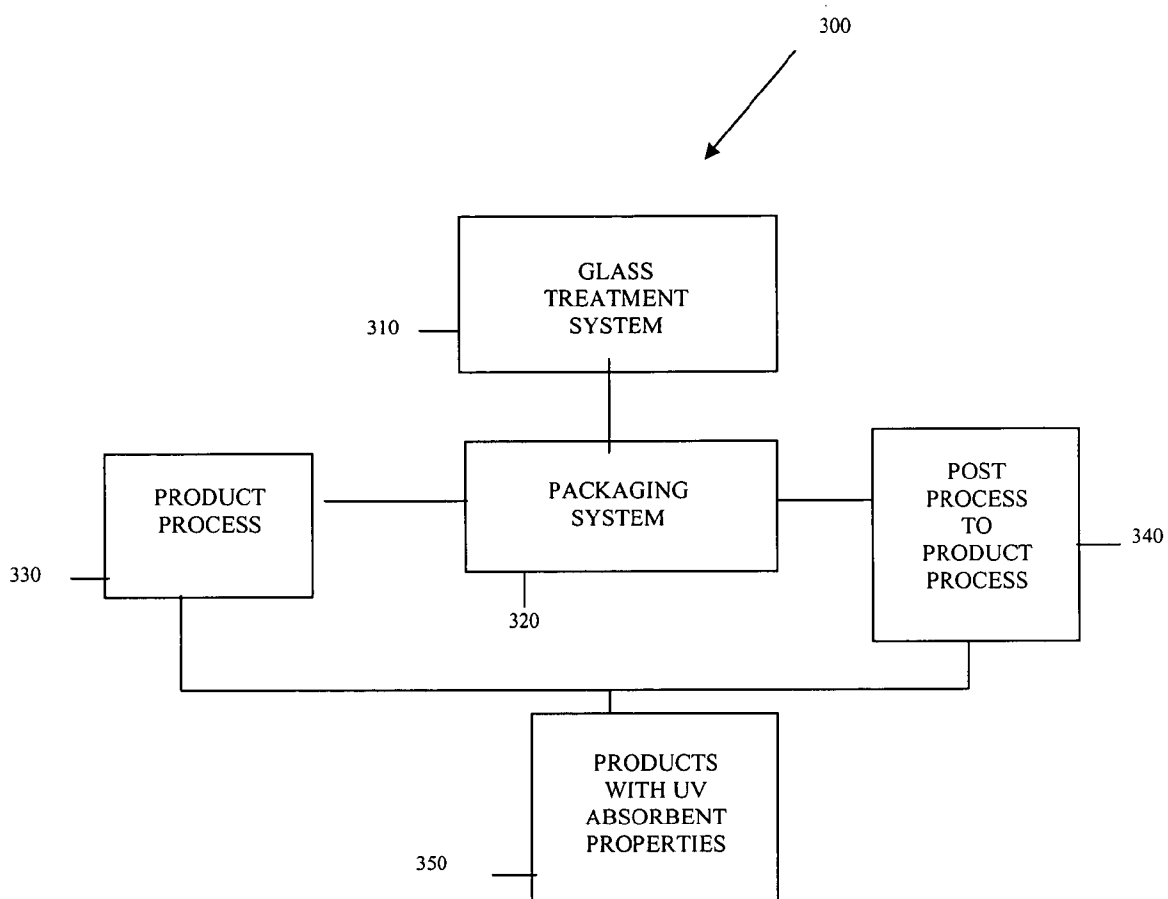 300
GLASS
TREATMENT
SYSTEM
310
PRODUCT
PROCESS
330
PACKAGING
SYSTEM
320
POST
PROCESS
TO
PRODUCT
PROCESS
340
PRODUCTS
WITH UV
ABSORBENT
PROPERTIES
350